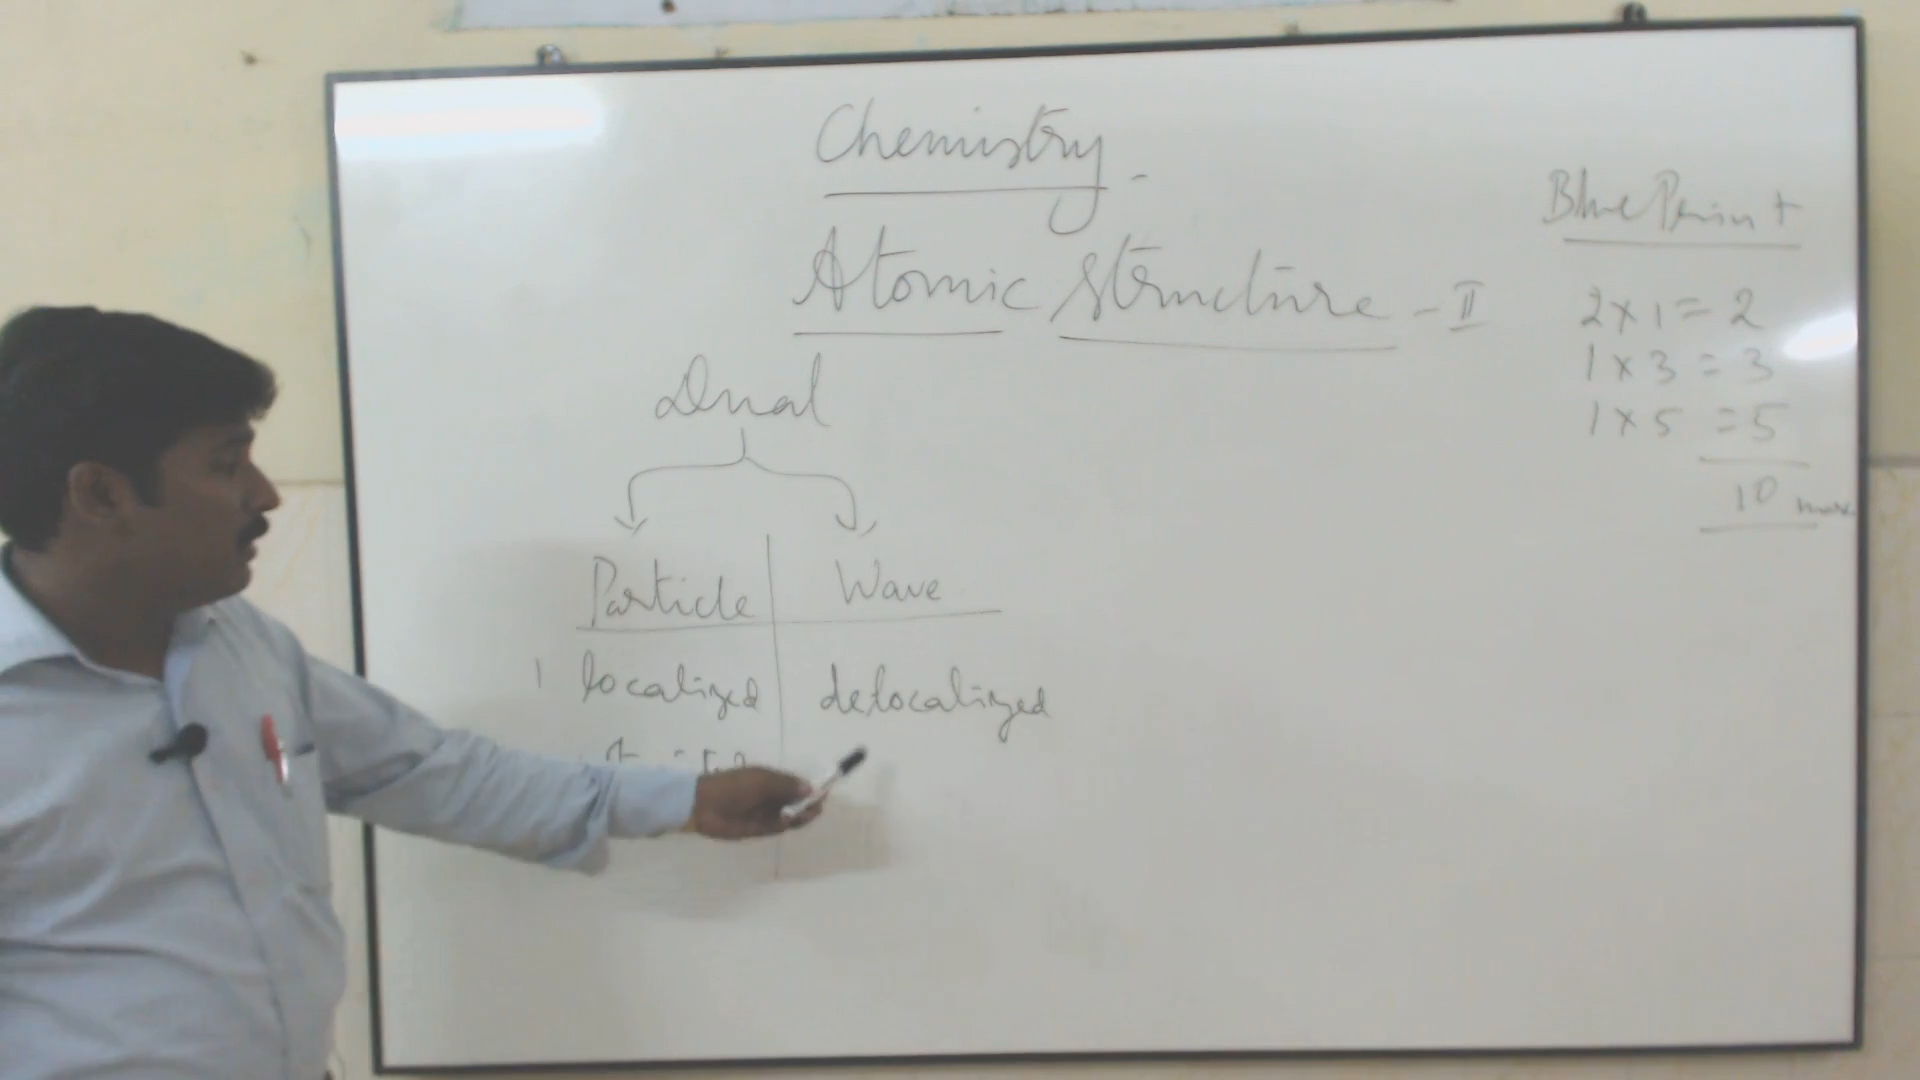 Chemistry -
Atomic Structure - II
Dual
Particle Wave
1 localized delocalized
Blue Print
2 x 1 = 2
1 x 3 = 3
1 x 5 = 5
10